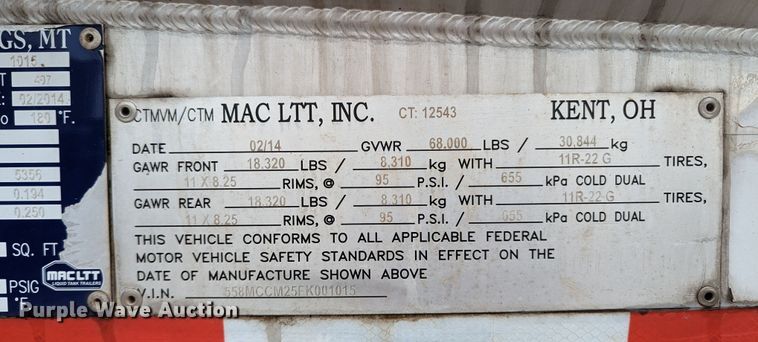 GS, MT
1015
T 407
E: 02/2014
o 180 °F.
6356
0.194
0.250
SQ. FT
PSIG
°F
MAC LTT
LIQUID TANK TRAILERS
CTMVM/CTM MAC LTT, INC. CT: 12543 KENT, OH
DATE 02/14 GVWR 68,000 LBS / 30,844 kg
GAWR FRONT 18,320 LBS / 8,310 kg WITH 11R-22 G TIRES,
11 X 8.25 RIMS, @ 95 P.S.I. / 655 kPa COLD DUAL
GAWR REAR 18,320 LBS / 8,310 kg WITH 11R-22 G TIRES,
11 X 8.25 RIMS, @ 95 P.S.I. / 655 kPa COLD DUAL
THIS VEHICLE CONFORMS TO ALL APPLICABLE FEDERAL
MOTOR VEHICLE SAFETY STANDARDS IN EFFECT ON THE
DATE OF MANUFACTURE SHOWN ABOVE
V.I.N. 558MCCM25FK001015
Purple Wave Auction